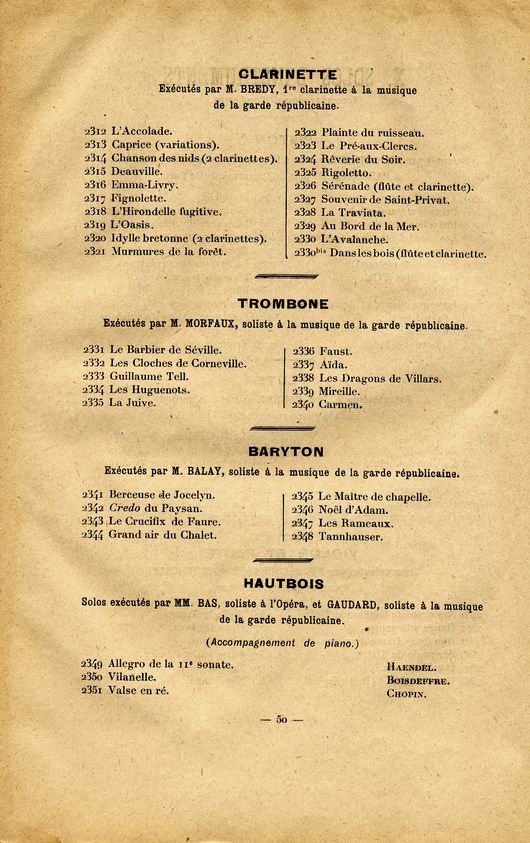 CLARINETTE
Exécutés par M. BREDY, 1re clarinette à la musique
de la garde républicaine.
2312 L'Accolade.
2313 Caprice (variations).
2314 Chanson des nids (2 clarinettes).
2315 Deauville.
2316 Emma-Livry.
2317 Fignolette.
2318 L'Hirondelle fugitive.
2319 L'Oasis.
2320 Idylle bretonne (2 clarinettes).
2321 Murmures de la forêt.
2322 Plainte du ruisseau.
2323 Le Pré-aux-Clercs.
2324 Rêverie du Soir.
2325 Rigoletto.
2326 Sérénade (flûte et clarinette).
2327 Souvenir de Saint-Privat.
2328 La Traviata.
2329 Au Bord de la Mer.
2330 L'Avalanche.
2330bis Dans les bois (flûte et clarinette.
TROMBONE
Exécutés par M. MORFAUX, soliste à la musique de la garde républicaine.
2331 Le Barbier de Séville.
2332 Les Cloches de Corneville.
2333 Guillaume Tell.
2334 Les Huguenots.
2335 La Juive.
2336 Faust.
2337 Aïda.
2338 Les Dragons de Villars.
2339 Mireille.
2340 Carmen.
BARYTON
Exécutés par M. BALAY, soliste à la musique de la garde républicaine.
2341 Berceuse de Jocelyn.
2342 Credo du Paysan.
2343 Le Crucifix de Faure.
2344 Grand air du Chalet.
2345 Le Maître de chapelle.
2346 Noël d'Adam.
2347 Les Rameaux.
2348 Tannhauser.
HAUTBOIS
Solos exécutés par MM. BAS, soliste à l'Opéra, et GAUDARD, soliste à la musique
de la garde républicaine.
(Accompagnement de piano.)
2349 Allegro de la 11e sonate. HAENDEL.
2350 Vilanelle. BOISDEFFRE.
2351 Valse en ré. CHOPIN.
— 50 —